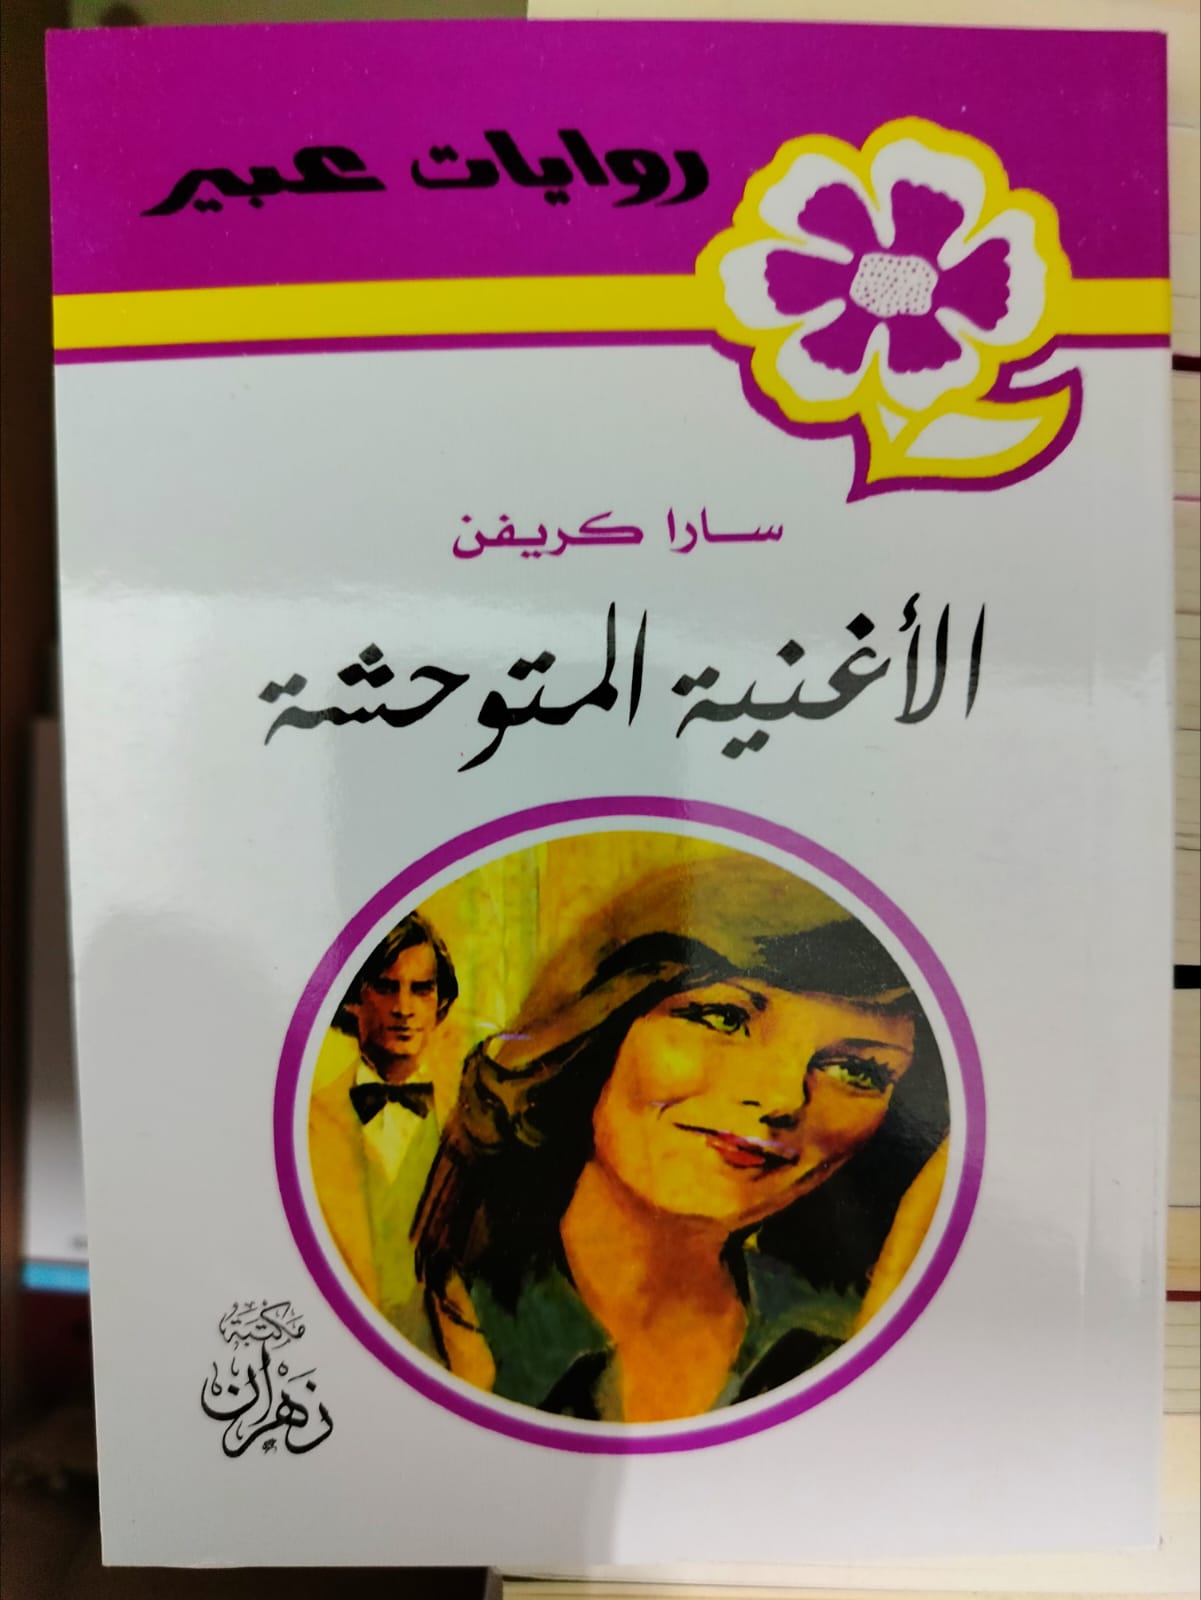 روايات عبير
سارا كريفن
الأغنية المتوحشة
مكتبة
زهران